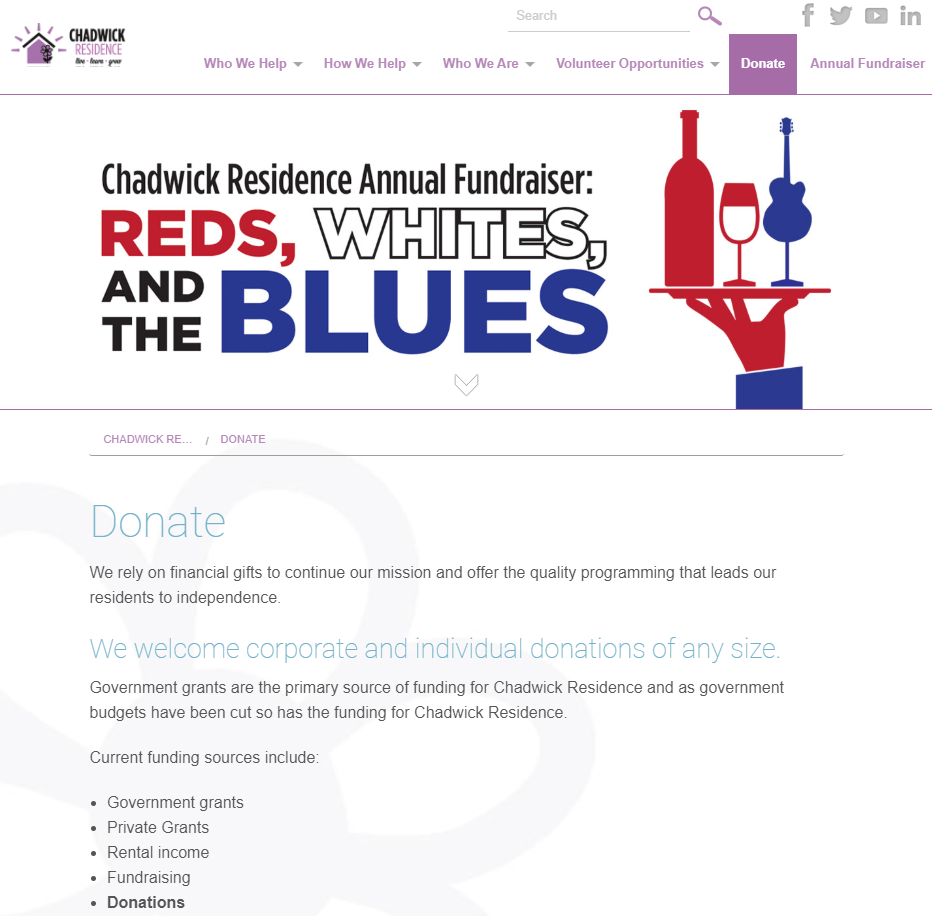 Search
CHADWICK
RESIDENCE
live · learn · grow
Who We Help
How We Help
Who We Are
Volunteer Opportunities
Donate
Annual Fundraiser
Chadwick Residence Annual Fundraiser:
REDS, WHITES,
AND THE BLUES
CHADWICK RE... / DONATE
Donate
We rely on financial gifts to continue our mission and offer the quality programming that leads our
residents to independence.
We welcome corporate and individual donations of any size.
Government grants are the primary source of funding for Chadwick Residence and as government
budgets have been cut so has the funding for Chadwick Residence.
Current funding sources include:
• Government grants
• Private Grants
• Rental income
• Fundraising
• Donations